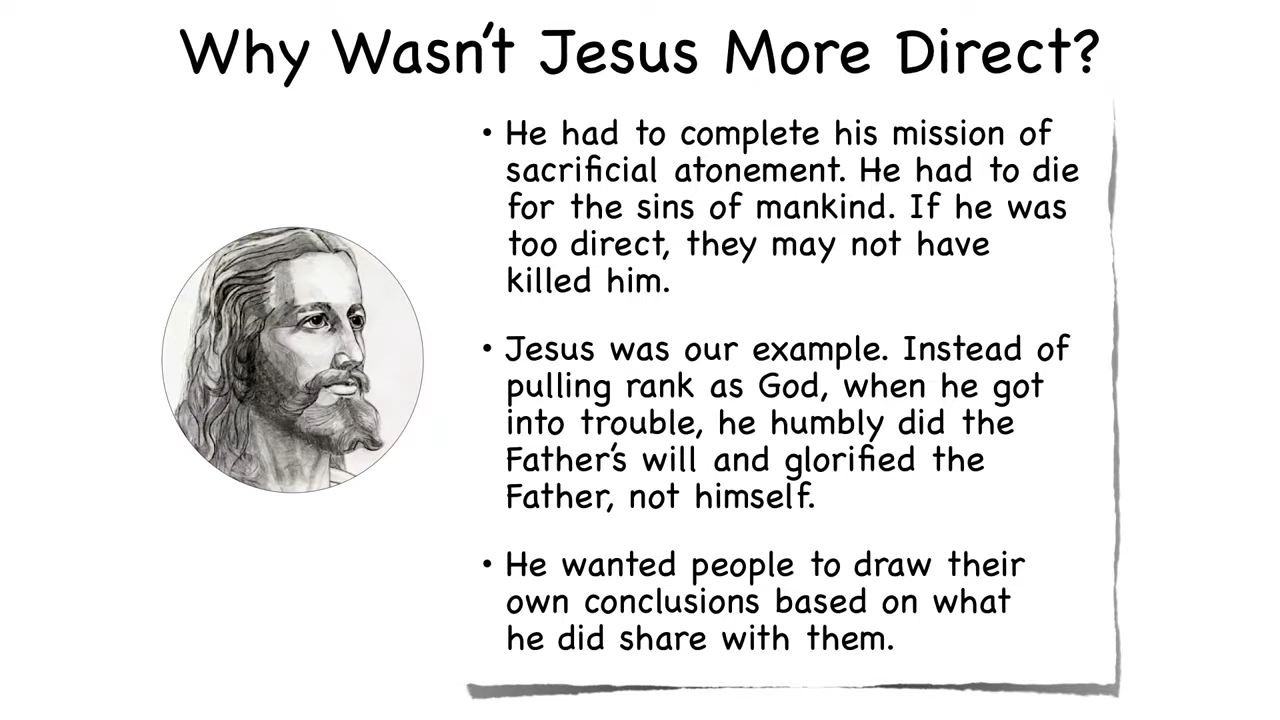 Why Wasn't Jesus More Direct?
• He had to complete his mission of
sacrificial atonement. He had to die
for the sins of mankind. If he was
too direct, they may not have
killed him.
• Jesus was our example. Instead of
pulling rank as God, when he got
into trouble, he humbly did the
Father's will and glorified the
Father, not himself.
• He wanted people to draw their
own conclusions based on what
he did share with them.